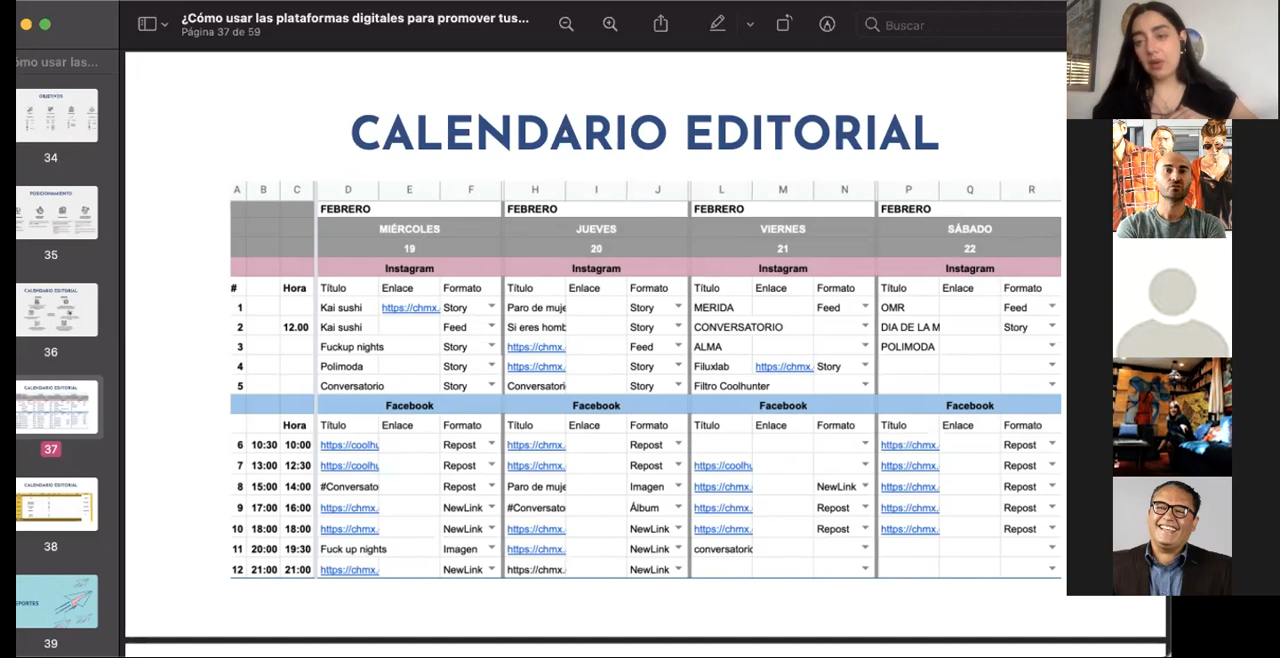 ¿Cómo usar las plataformas digitales para promover tus...
Página 37 de 59
Buscar
ómo usar las...
OBJETIVOS
34
POSICIONAMIENTO
35
CALENDARIO EDITORIAL
36
CALENDARIO EDITORIAL
37
CALENDARIO EDITORIAL
38
EPORTES
39
CALENDARIO EDITORIAL
A B C D E F H I J L M N P Q R
FEBRERO FEBRERO FEBRERO FEBRERO
MIÉRCOLES JUEVES VIERNES SÁBADO
19 20 21 22
Instagram Instagram Instagram Instagram
# Hora Título Enlace Formato Título Enlace Formato Título Enlace Formato Título Enlace Formato
1 Kai sushi https://chmx. Story Paro de muje Story MERIDA Feed OMR Feed
2 12.00 Kai sushi Feed Si eres homb Story CONVERSATORIO DIA DE LA M Story
3 Fuckup nights Story https://chmx. Feed ALMA POLIMODA
4 Polimoda Story https://chmx. Story Filuxlab https://chmx. Story
5 Conversatorio Story Conversatori Story Filtro Coolhunter
Facebook Facebook Facebook Facebook
Hora Título Enlace Formato Título Enlace Formato Título Enlace Formato Título Enlace Formato
6 10:30 10:00 https://coolhu Repost https://chmx. Repost https://chmx. Repost
7 13:00 12:30 https://coolhu Repost https://chmx. Repost https://coolhu https://chmx. Repost
8 15:00 14:00 #Conversato Repost Paro de muje Imagen https://chmx. NewLink https://chmx. Repost
9 17:00 16:00 https://chmx. NewLink #Conversato Álbum https://chmx. Repost https://chmx. Repost
10 18:00 18:00 https://chmx. NewLink https://chmx. NewLink https://chmx. Repost https://chmx. Repost
11 20:00 19:30 Fuck up nights Imagen https://chmx. NewLink conversatoric
12 21:00 21:00 https://chmx. NewLink https://chmx. NewLink